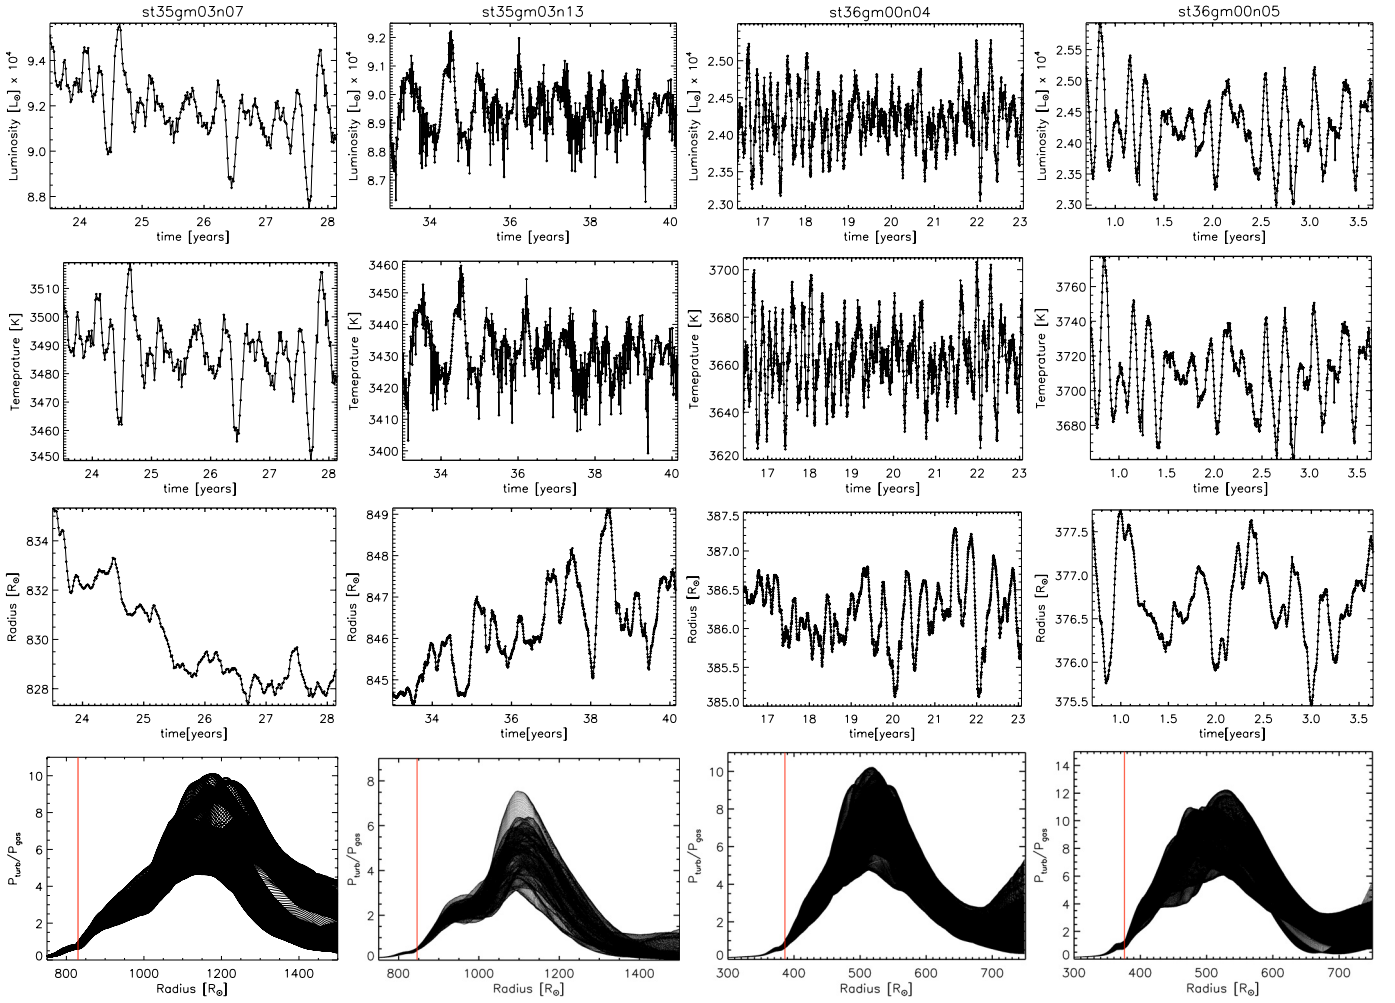 st35gm03n07
Luminosity [L⊙] x 10⁴
9.4
9.2
9.0
8.8
24 25 26 27 28
time [years]
st35gm03n13
Luminosity [L⊙] x 10⁴
9.2
9.1
9.0
8.9
8.8
8.7
34 36 38 40
time [years]
st36gm00n04
Luminosity [L⊙] x 10⁴
2.50
2.45
2.40
2.35
2.30
17 18 19 20 21 22 23
time [years]
st36gm00n05
Luminosity [L⊙] x 10⁴
2.55
2.50
2.45
2.40
2.35
2.30
1.0 1.5 2.0 2.5 3.0 3.5
time [years]
Temeprature [K]
3510
3500
3490
3480
3470
3460
3450
24 25 26 27 28
time [years]
Temeprature [K]
3460
3450
3440
3430
3420
3410
3400
34 36 38 40
time [years]
Temeprature [K]
3700
3680
3660
3640
3620
17 18 19 20 21 22 23
time [years]
Temeprature [K]
3760
3740
3720
3700
3680
1.0 1.5 2.0 2.5 3.0 3.5
time [years]
Radius [R⊙]
834
832
830
828
24 25 26 27 28
time[years]
Radius [R⊙]
849
848
847
846
845
34 36 38 40
time[years]
Radius [R⊙]
387.5
387.0
386.5
386.0
385.5
385.0
17 18 19 20 21 22 23
time[years]
Radius [R⊙]
377.5
377.0
376.5
376.0
375.5
1.0 1.5 2.0 2.5 3.0 3.5
time[years]
P_turb/P_gas
10
8
6
4
2
0
800 1000 1200 1400
Radius [R⊙]
P_turb/P_gas
8
6
4
2
0
800 1000 1200 1400
Radius [R⊙]
P_turb/P_gas
10
8
6
4
2
0
300 400 500 600 700
Radius [R⊙]
P_turb/P_gas
14
12
10
8
6
4
2
0
300 400 500 600 700
Radius [R⊙]